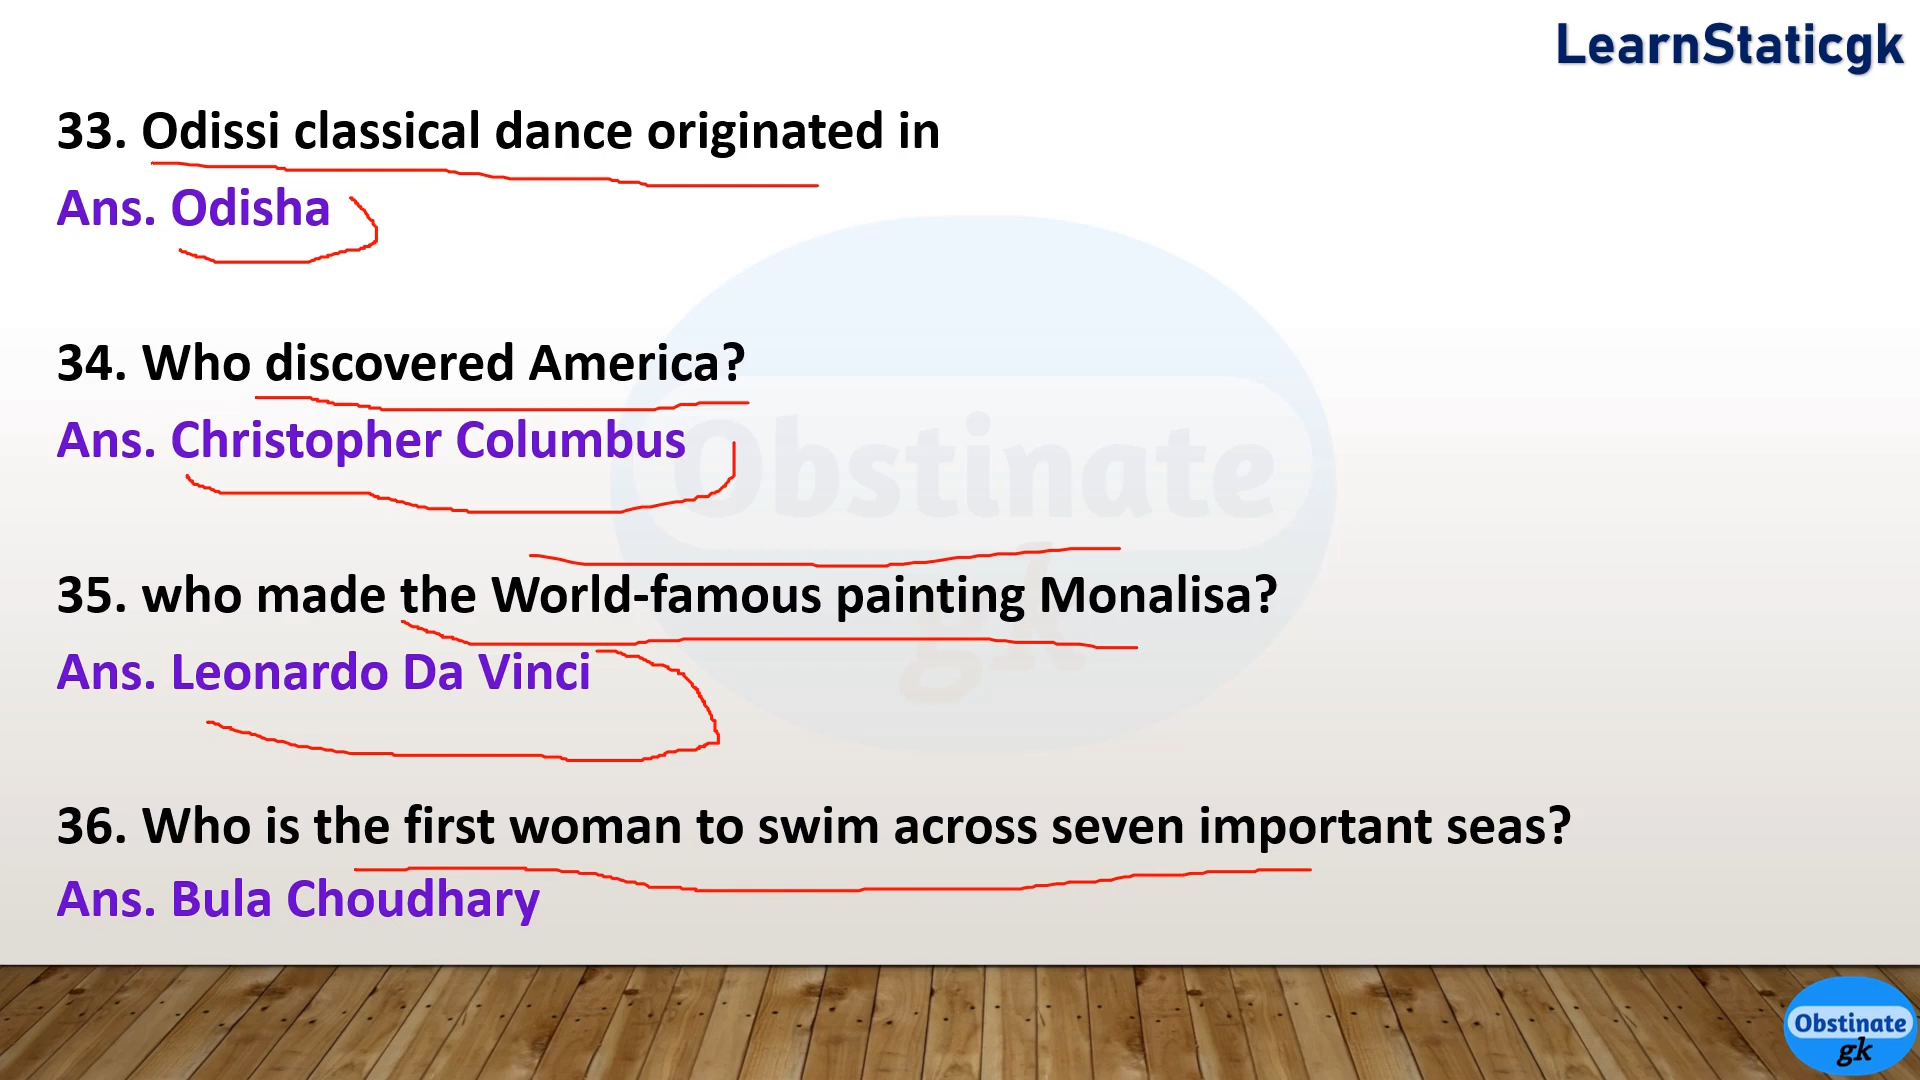 LearnStaticgk
33. Odissi classical dance originated in
Ans. Odisha
34. Who discovered America?
Ans. Christopher Columbus
Obstinate
gk
35. who made the World-famous painting Monalisa?
Ans. Leonardo Da Vinci
36. Who is the first woman to swim across seven important seas?
Ans. Bula Choudhary
Obstinate
gk